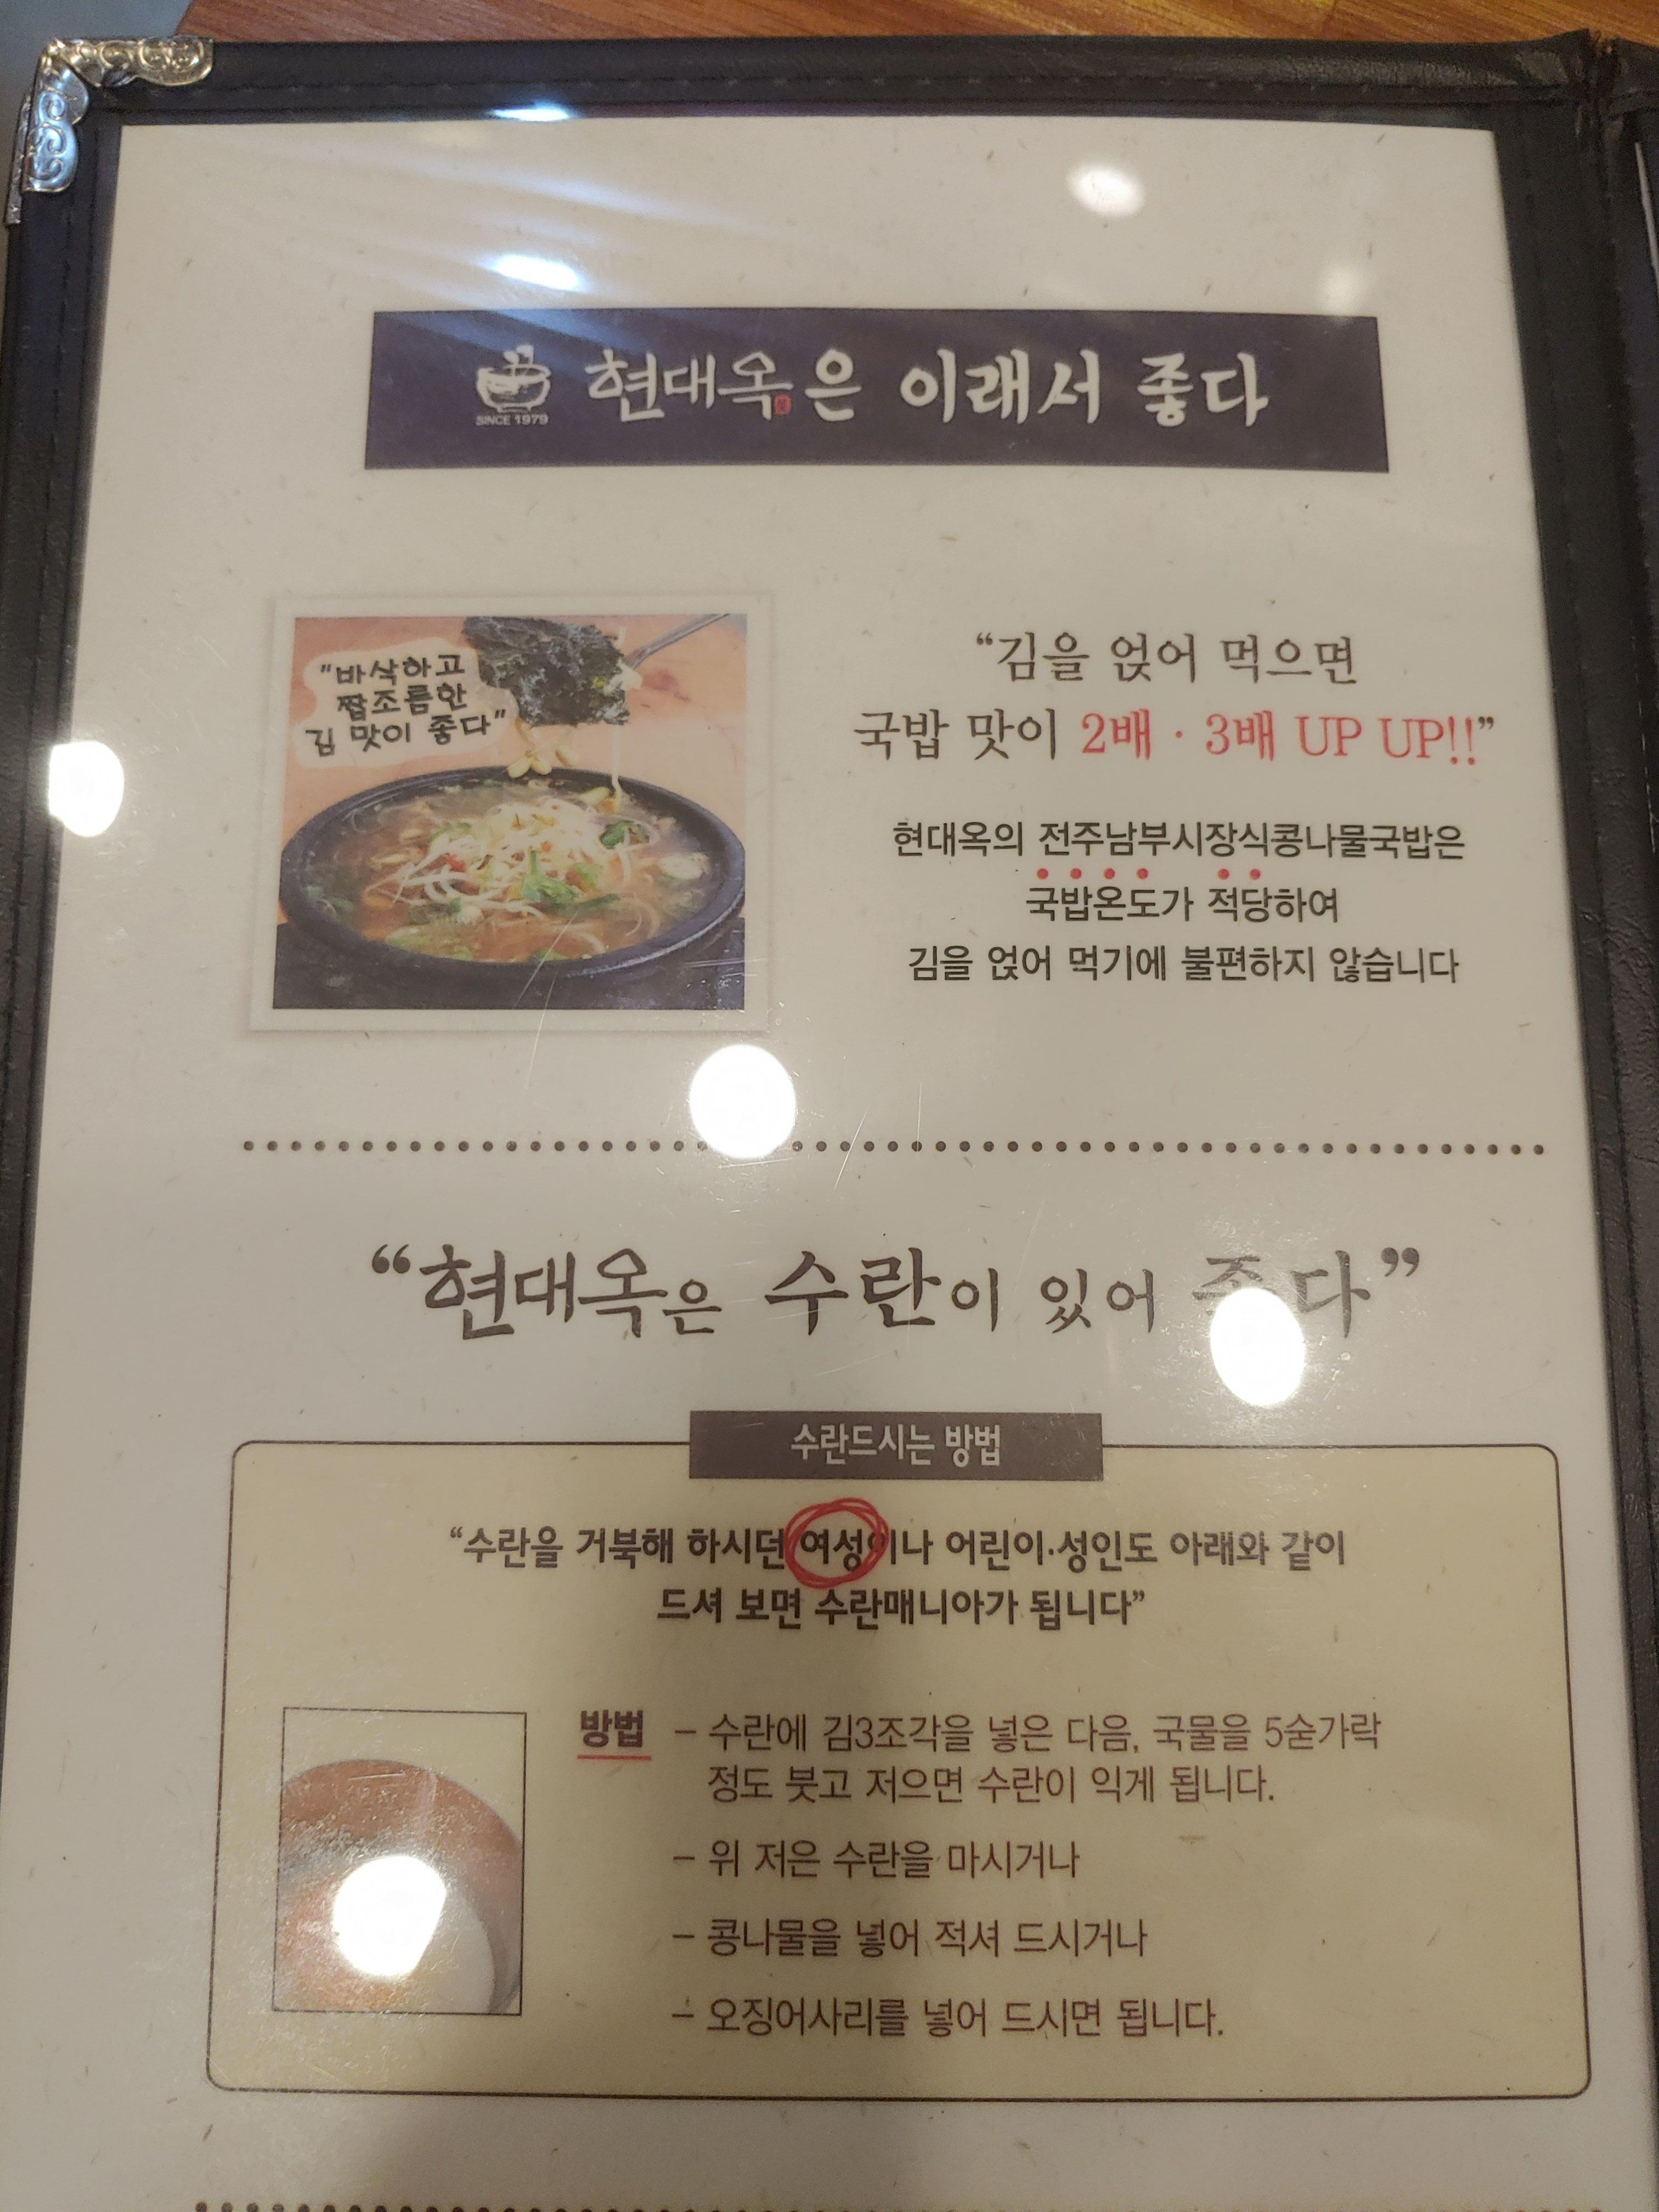 현대옥은 이래서 좋다
SINCE 1979
"바삭하고
짭조름한
김 맛이 좋다"
“김을 얹어 먹으면
국밥 맛이 2배 · 3배 UP UP!!”
현대옥의 전주남부시장식콩나물국밥은
국밥온도가 적당하여
김을 얹어 먹기에 불편하지 않습니다
“현대옥은 수란이 있어 좋다”
수란드시는 방법
“수란을 거북해 하시던 여성이나 어린이·성인도 아래와 같이
드셔 보면 수란매니아가 됩니다”
방법 – 수란에 김3조각을 넣은 다음, 국물을 5숟가락
정도 붓고 저으면 수란이 익게 됩니다.
– 위 저은 수란을 마시거나
– 콩나물을 넣어 적셔 드시거나
– 오징어사리를 넣어 드시면 됩니다.